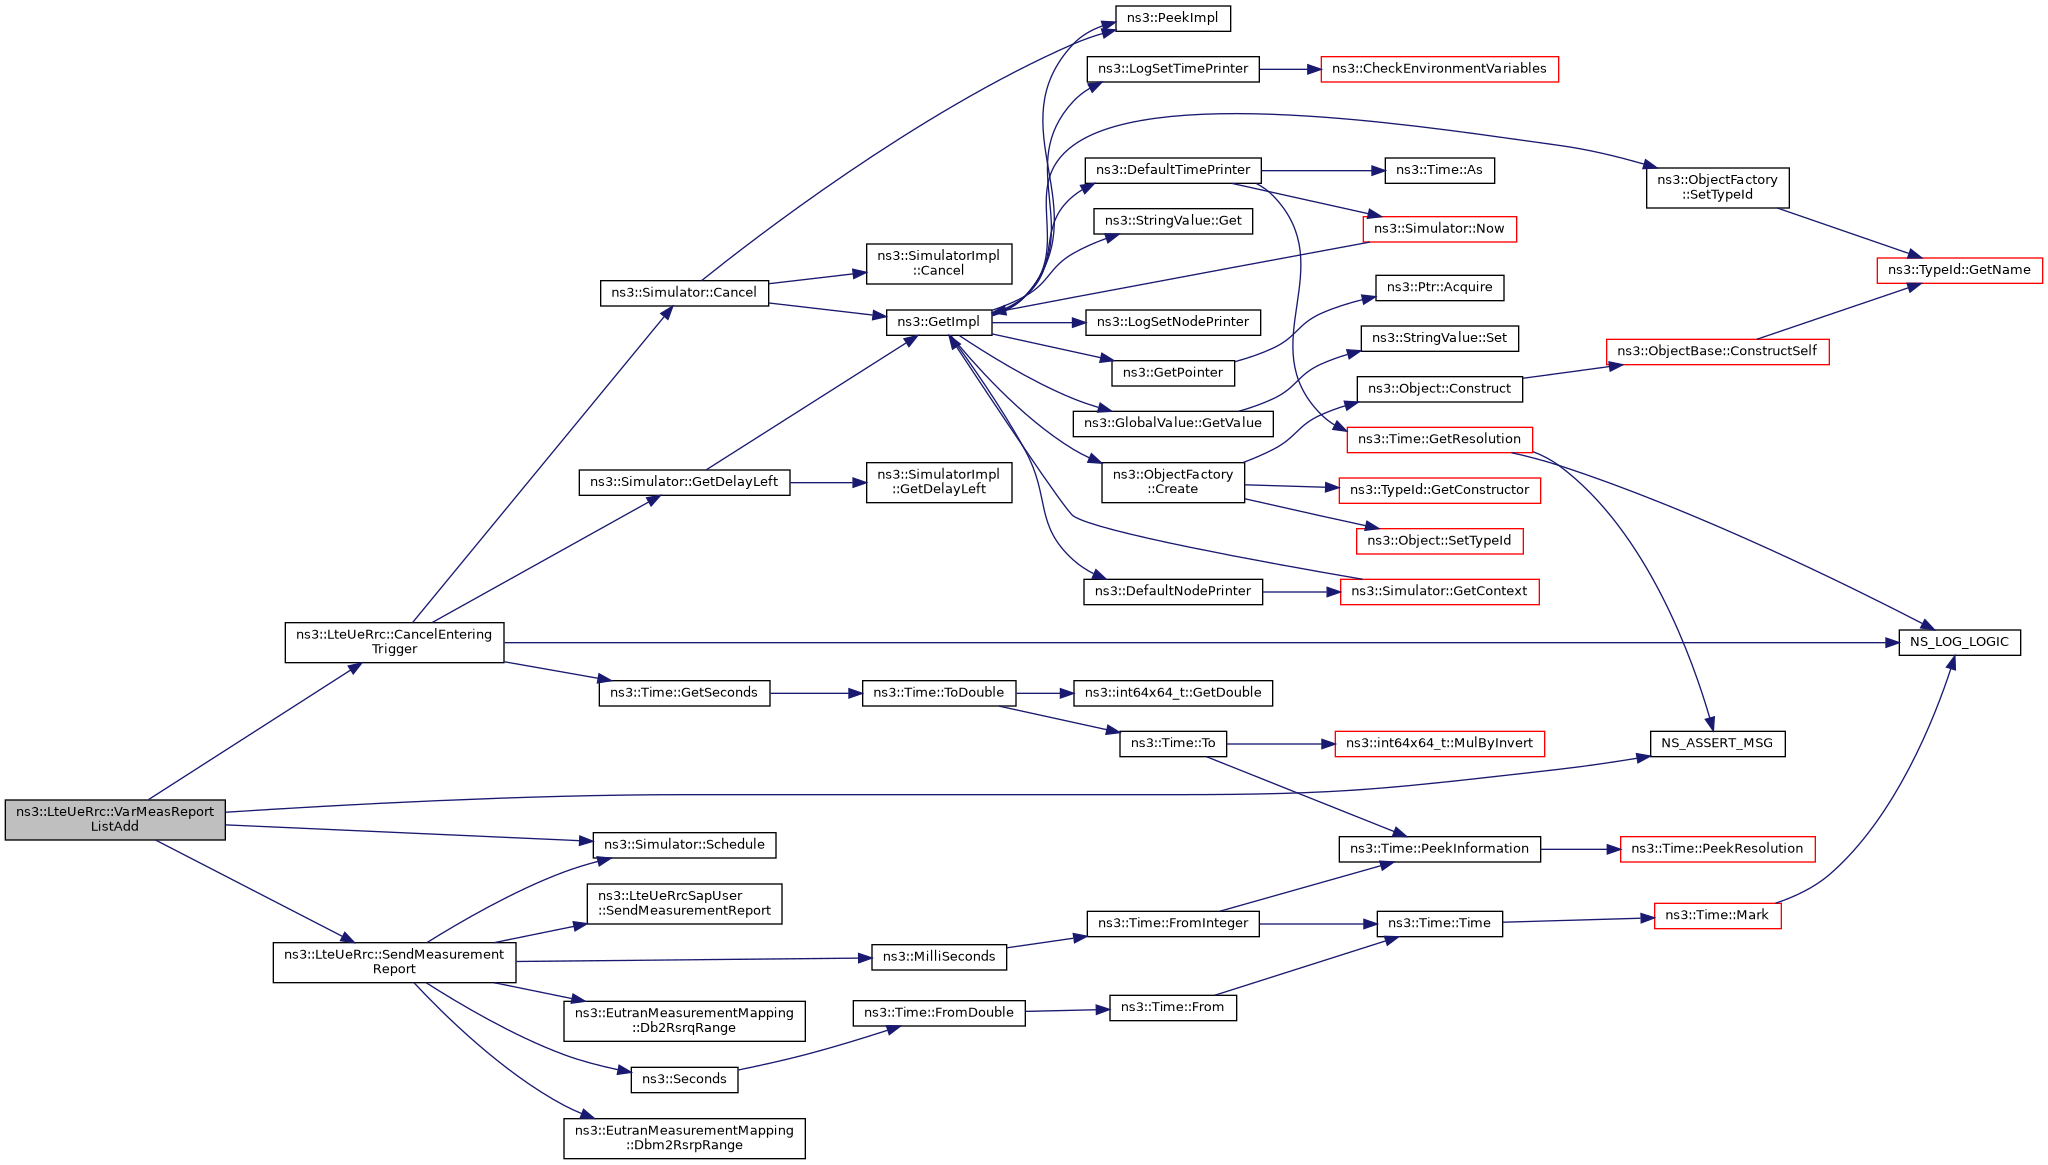 ns3::PeekImpl
ns3::LogSetTimePrinter
ns3::CheckEnvironmentVariables
ns3::DefaultTimePrinter
ns3::Time::As
ns3::ObjectFactory
::SetTypeId
ns3::StringValue::Get
ns3::Simulator::Now
ns3::SimulatorImpl
::Cancel
ns3::TypeId::GetName
ns3::Simulator::Cancel
ns3::Ptr::Acquire
ns3::GetImpl
ns3::LogSetNodePrinter
ns3::StringValue::Set
ns3::ObjectBase::ConstructSelf
ns3::GetPointer
ns3::Object::Construct
ns3::GlobalValue::GetValue
ns3::Time::GetResolution
ns3::Simulator::GetDelayLeft
ns3::SimulatorImpl
::GetDelayLeft
ns3::ObjectFactory
::Create
ns3::TypeId::GetConstructor
ns3::Object::SetTypeId
ns3::DefaultNodePrinter
ns3::Simulator::GetContext
ns3::LteUeRrc::CancelEntering
Trigger
NS_LOG_LOGIC
ns3::Time::GetSeconds
ns3::Time::ToDouble
ns3::int64x64_t::GetDouble
ns3::Time::To
ns3::int64x64_t::MulByInvert
NS_ASSERT_MSG
ns3::LteUeRrc::VarMeasReport
ListAdd
ns3::Simulator::Schedule
ns3::Time::PeekInformation
ns3::Time::PeekResolution
ns3::LteUeRrcSapUser
::SendMeasurementReport
ns3::Time::FromInteger
ns3::Time::Time
ns3::Time::Mark
ns3::LteUeRrc::SendMeasurement
Report
ns3::MilliSeconds
ns3::EutranMeasurementMapping
::Db2RsrqRange
ns3::Time::FromDouble
ns3::Time::From
ns3::Seconds
ns3::EutranMeasurementMapping
::Dbm2RsrpRange